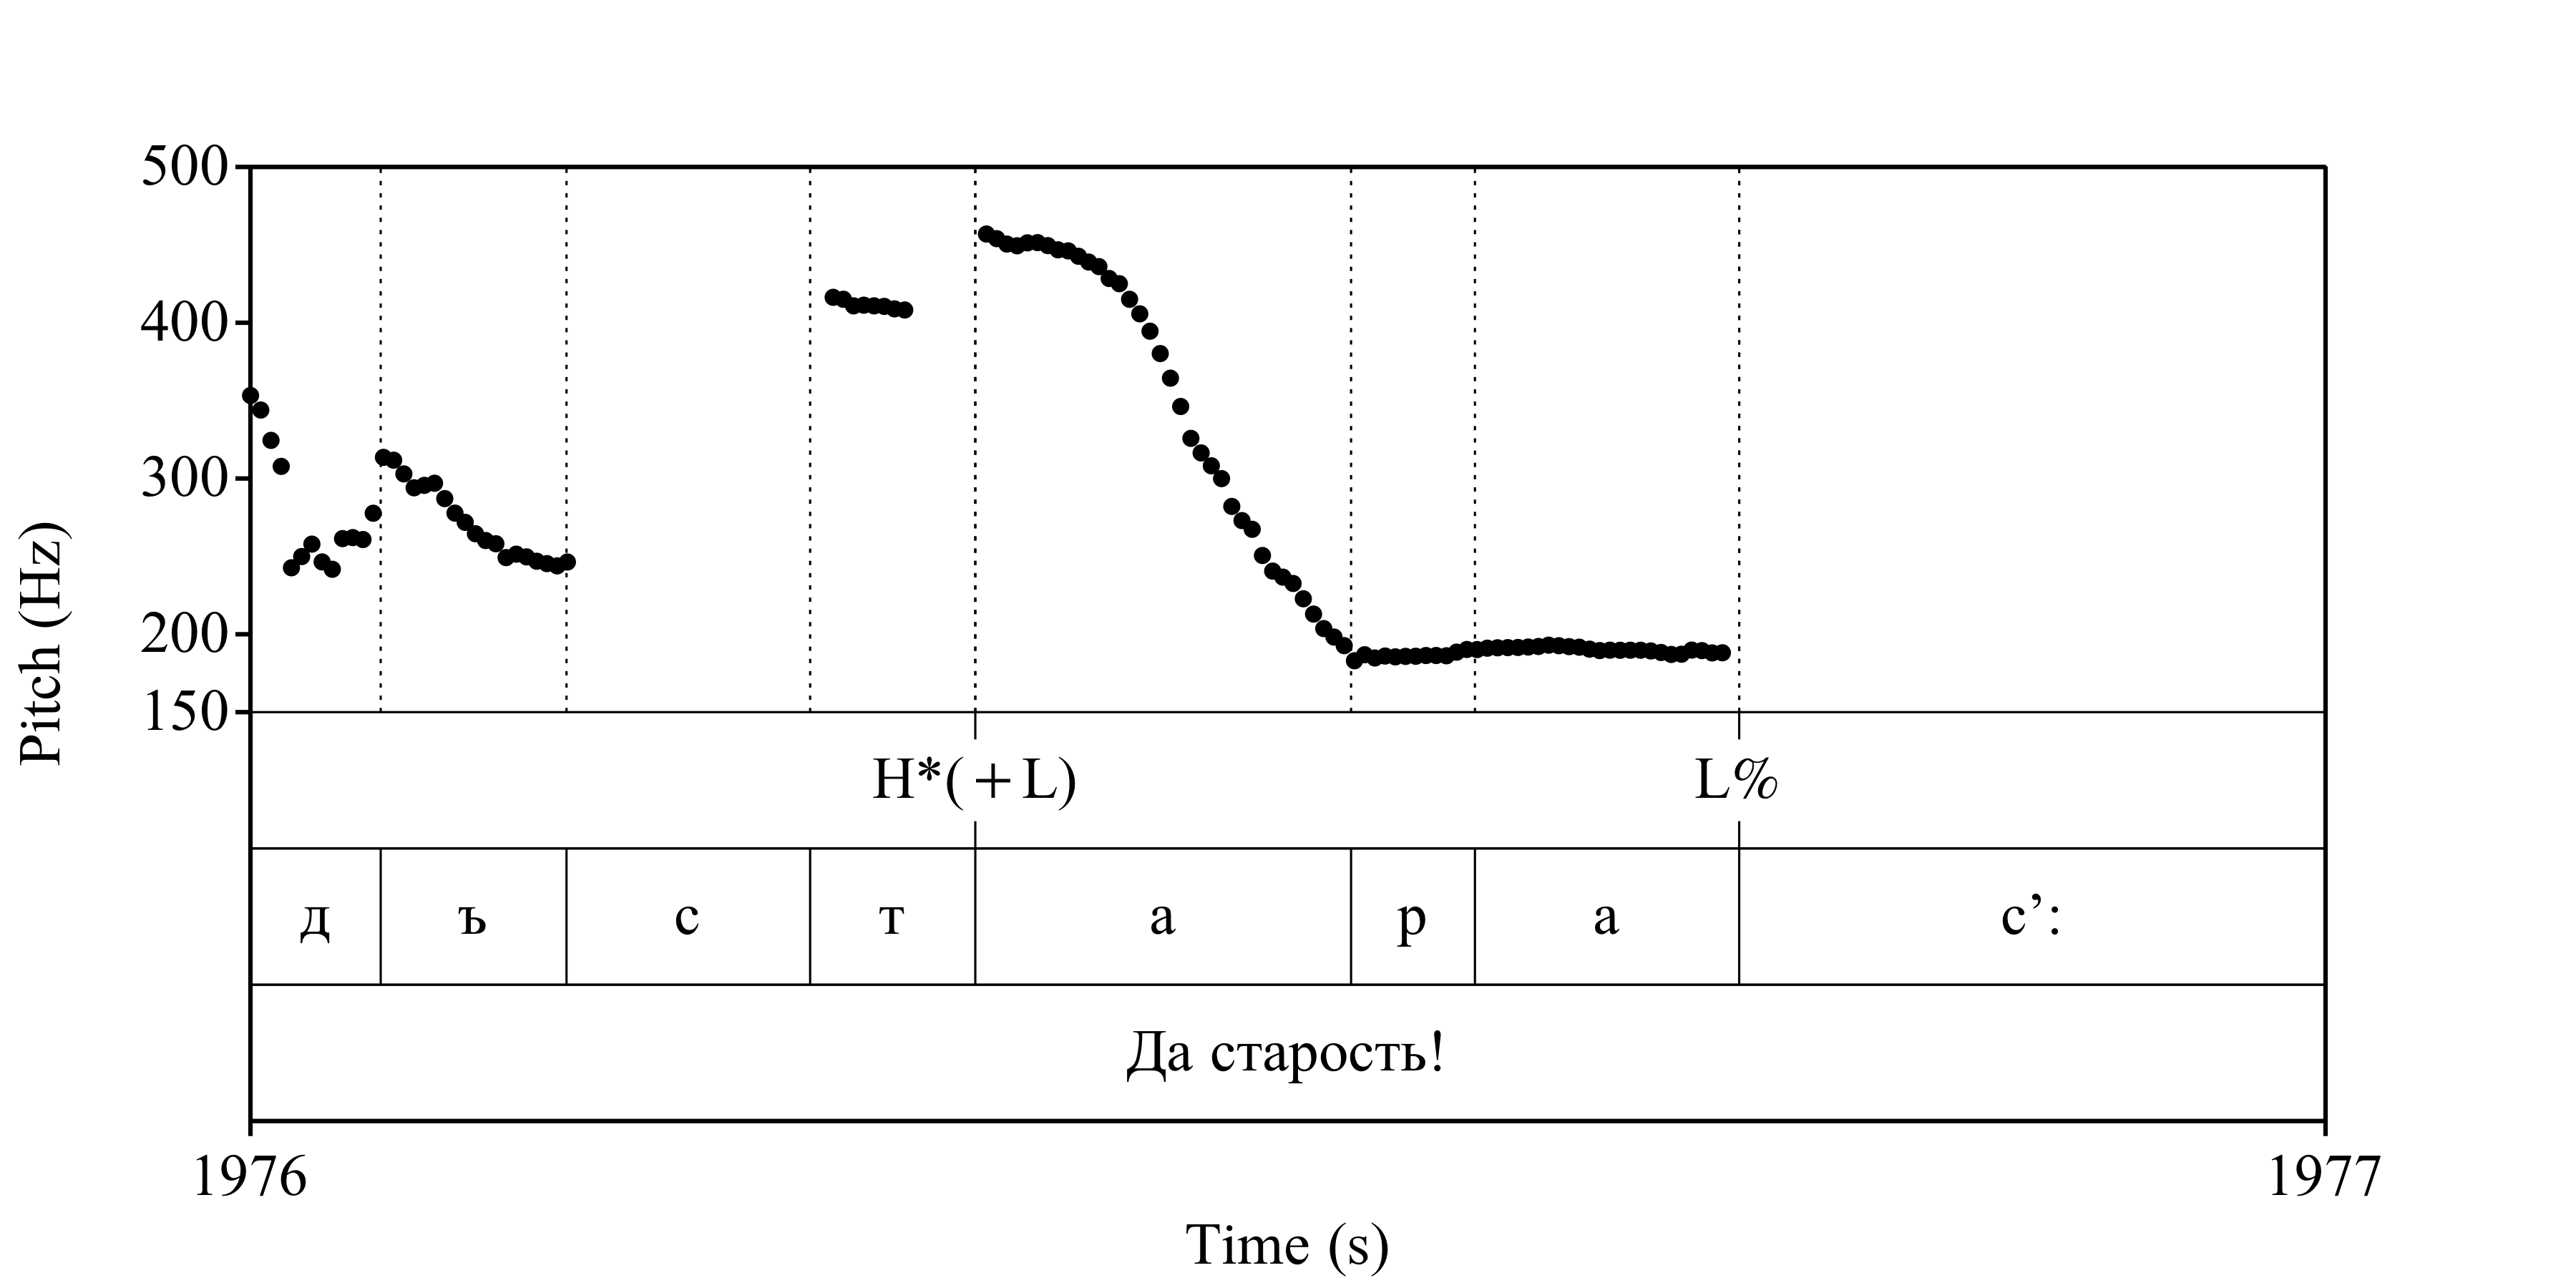 500
400
300
200
150
Pitch (Hz)
H*(+L) L%
д ъ с т а р а с’:
Да старость!
1976 1977
Time (s)